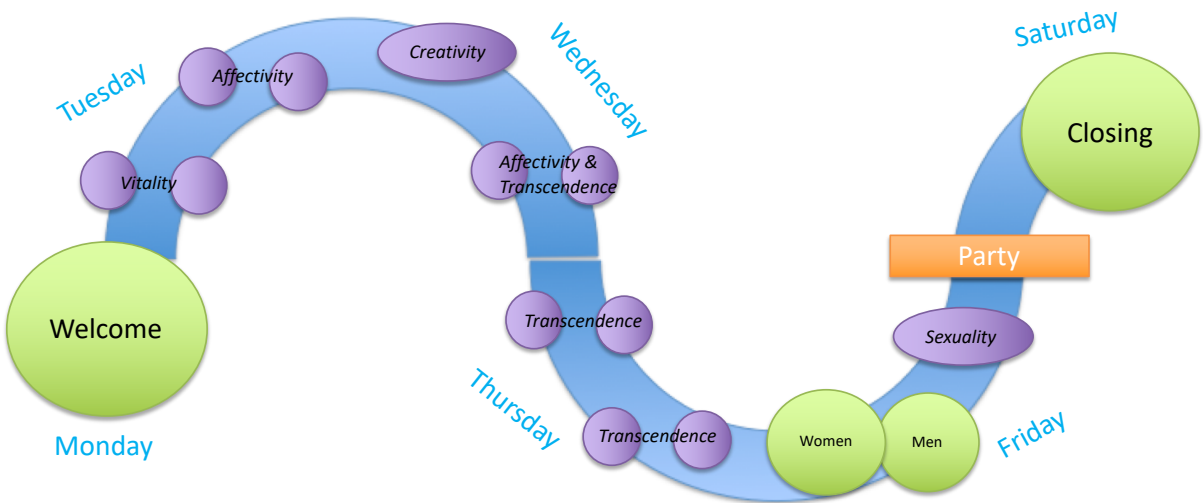 Monday
Welcome
Vitality
Tuesday
Affectivity
Creativity
Wednesday
Affectivity &
Transcendence
Transcendence
Thursday
Transcendence
Women
Men
Friday
Sexuality
Party
Closing
Saturday